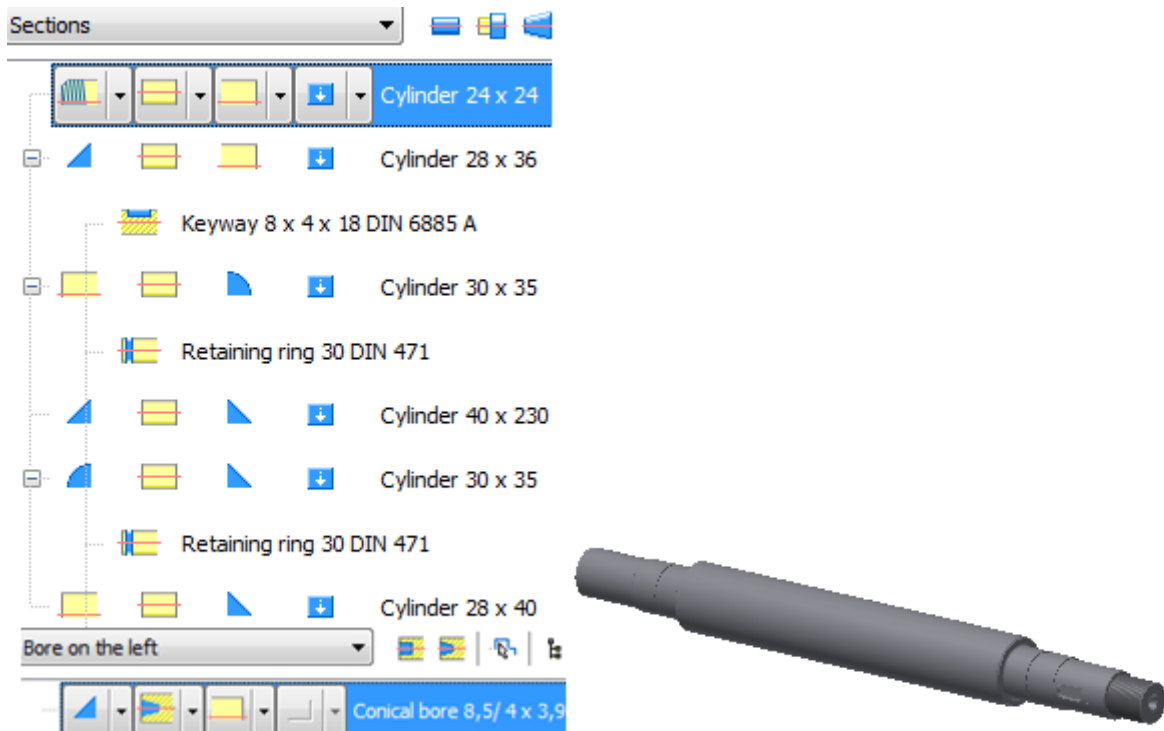 Sections
Cylinder 24 x 24
Cylinder 28 x 36
Keyway 8 x 4 x 18 DIN 6885 A
Cylinder 30 x 35
Retaining ring 30 DIN 471
Cylinder 40 x 230
Cylinder 30 x 35
Retaining ring 30 DIN 471
Cylinder 28 x 40
Bore on the left
Conical bore 8,5/ 4 x 3,9